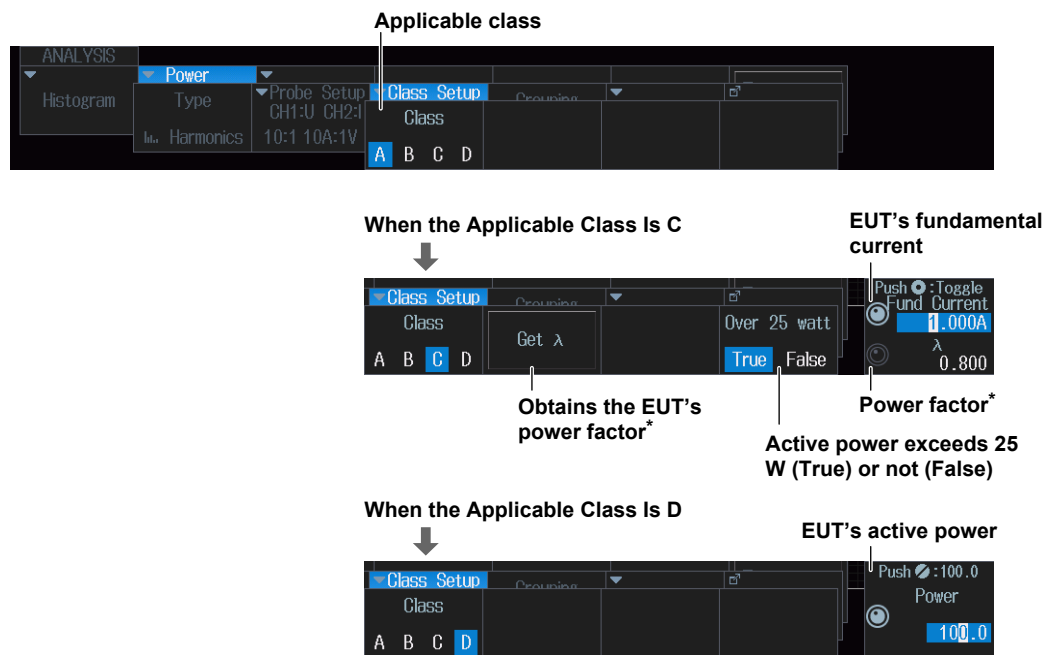 Applicable class
ANALYSIS
Power
Histogram
Type
Harmonics
Probe Setup
CH1:U CH2:I
10:1 10A:1V
Class Setup
Grouping
Class
A B C D
When the Applicable Class Is C
EUT's fundamental
current
Class Setup
Grouping
Class
A B C D
Get λ
Over 25 watt
True False
Push :Toggle
Fund Current
1.000A
λ
0.800
Obtains the EUT's
power factor*
Power factor*
Active power exceeds 25
W (True) or not (False)
When the Applicable Class Is D
EUT's active power
Class Setup
Grouping
Class
A B C D
Push :100.0
Power
100.0